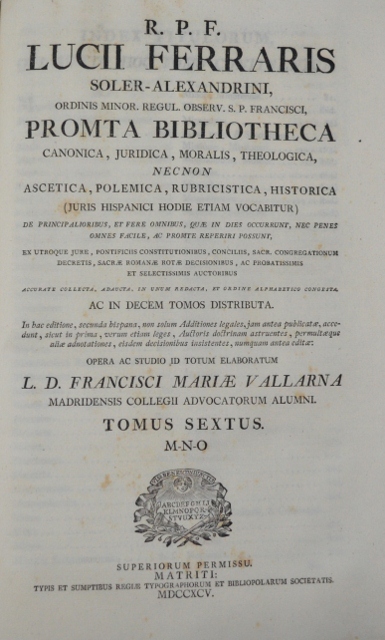 R. P. F.
LUCII FERRARIS
SOLER-ALEXANDRINI,
ORDINIS MINOR. REGUL. OBSERV. S. P. FRANCISCI,
PROMTA BIBLIOTHECA
CANONICA, JURIDICA, MORALIS, THEOLOGICA,
NECNON
ASCETICA, POLEMICA, RUBRICISTICA, HISTORICA
(JURIS HISPANICI HODIE ETIAM VOCABITUR)
DE PRINCIPALIORIBUS, ET FERE OMNIBUS, QUÆ IN DIES OCCURRUNT, NEC PENES
OMNES FACILE, AC PROMTE REFERIRI POSSUNT,
EX UTROQUE JURE, PONTIFICIIS CONSTITUTIONIBUS, CONCILIIS, SACR. CONGREGATIONUM
DECRETIS, SACRÆ ROMANÆ ROTÆ DECISIONIBUS, AC PROBATISSIMIS
ET SELECTISSIMIS AUCTORIBUS
ACCURATE COLLECTA, ADAUCTA, IN UNUM REDACTA, ET ORDINE ALPHABETICO CONGESTA,
AC IN DECEM TOMOS DISTRIBUTA.
In hac editione, secunda hispana, non solum Additiones legales, jam antea publicatæ, acce-
dunt, sicut in prima, verum etiam leges, Auctoris doctrinam astruentes, permultæque
aliæ adnotationes, eisdem decisionibus insistentes, numquam antea editæ:
OPERA AC STUDIO ID TOTUM ELABORATUM
L. D. FRANCISCI MARIÆ VALLARNA
MADRIDENSIS COLLEGII ADVOCATORUM ALUMNI.
TOMUS SEXTUS.
M-N-O
ABCDEFGHIJ
KLMNOPQR
STVUXYZ
SUPERIORUM PERMISSU.
MATRITI:
TYPIS ET SUMPTIBUS REGIÆ TYPOGRAPHORUM ET BIBLIOPOLARUM SOCIETATIS.
MDCCXCV.